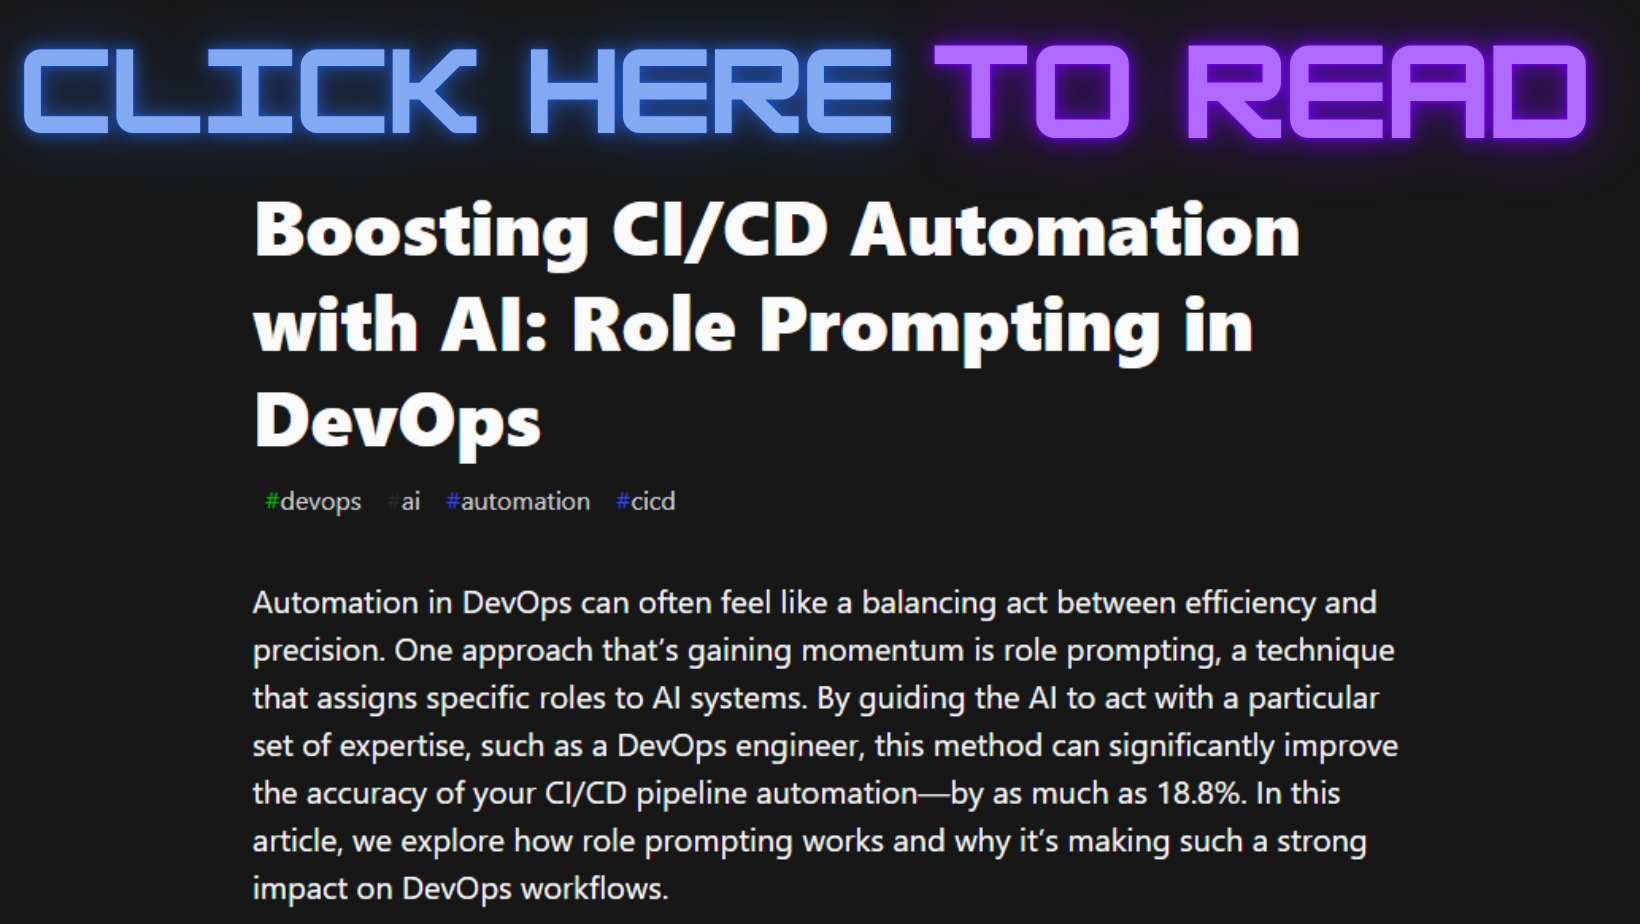 CLICK HERE TO READ
Boosting CI/CD Automation
with AI: Role Prompting in
DevOps
#devops #ai #automation #cicd
Automation in DevOps can often feel like a balancing act between efficiency and
precision. One approach that’s gaining momentum is role prompting, a technique
that assigns specific roles to AI systems. By guiding the AI to act with a particular
set of expertise, such as a DevOps engineer, this method can significantly improve
the accuracy of your CI/CD pipeline automation—by as much as 18.8%. In this
article, we explore how role prompting works and why it’s making such a strong
impact on DevOps workflows.